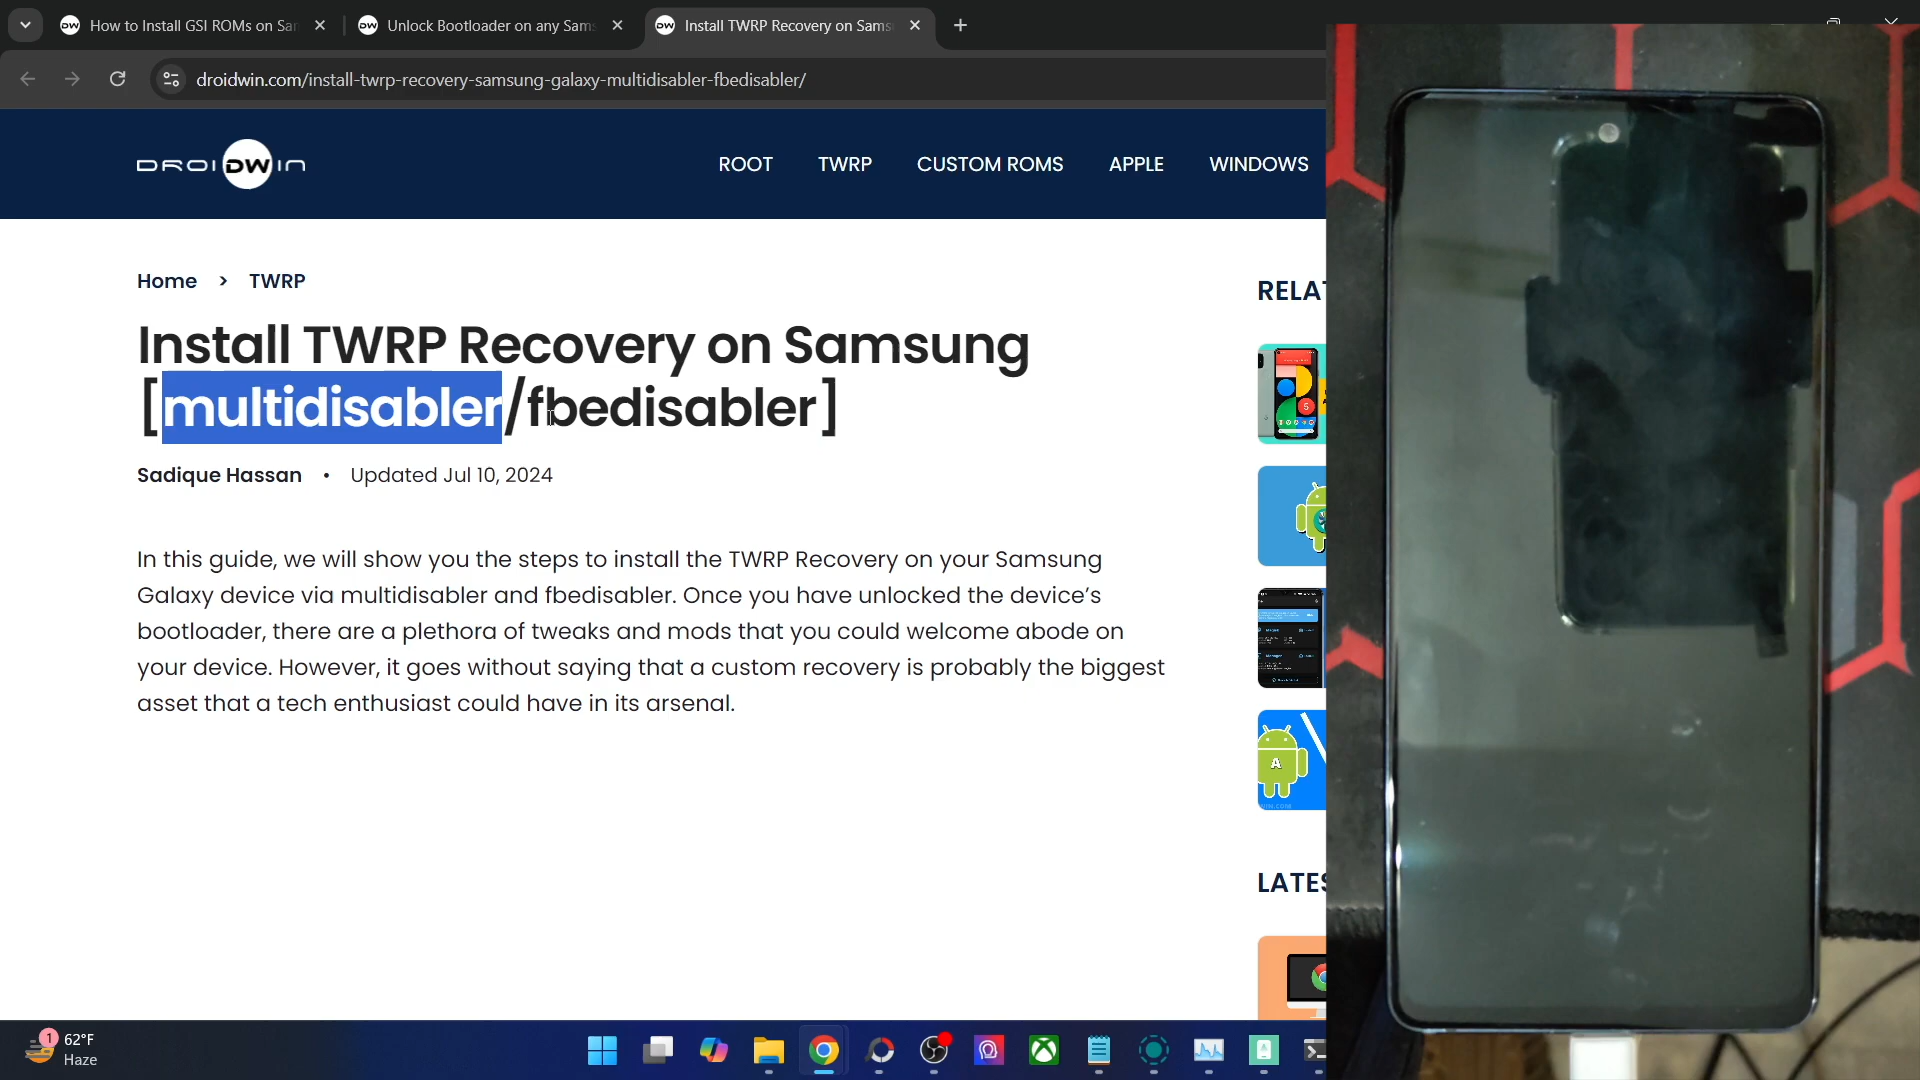 How to Install GSI ROMs on Sa
Unlock Bootloader on any Sams
Install TWRP Recovery on Sams
droidwin.com/install-twrp-recovery-samsung-galaxy-multidisabler-fbedisabler/
DROIDWIN
ROOT
TWRP
CUSTOM ROMS
APPLE
WINDOWS
Home > TWRP
Install TWRP Recovery on Samsung
[multidisabler/fbedisabler]
Sadique Hassan • Updated Jul 10, 2024
In this guide, we will show you the steps to install the TWRP Recovery on your Samsung
Galaxy device via multidisabler and fbedisabler. Once you have unlocked the device’s
bootloader, there are a plethora of tweaks and mods that you could welcome abode on
your device. However, it goes without saying that a custom recovery is probably the biggest
asset that a tech enthusiast could have in its arsenal.
RELAT
LATES
1
62°F
Haze